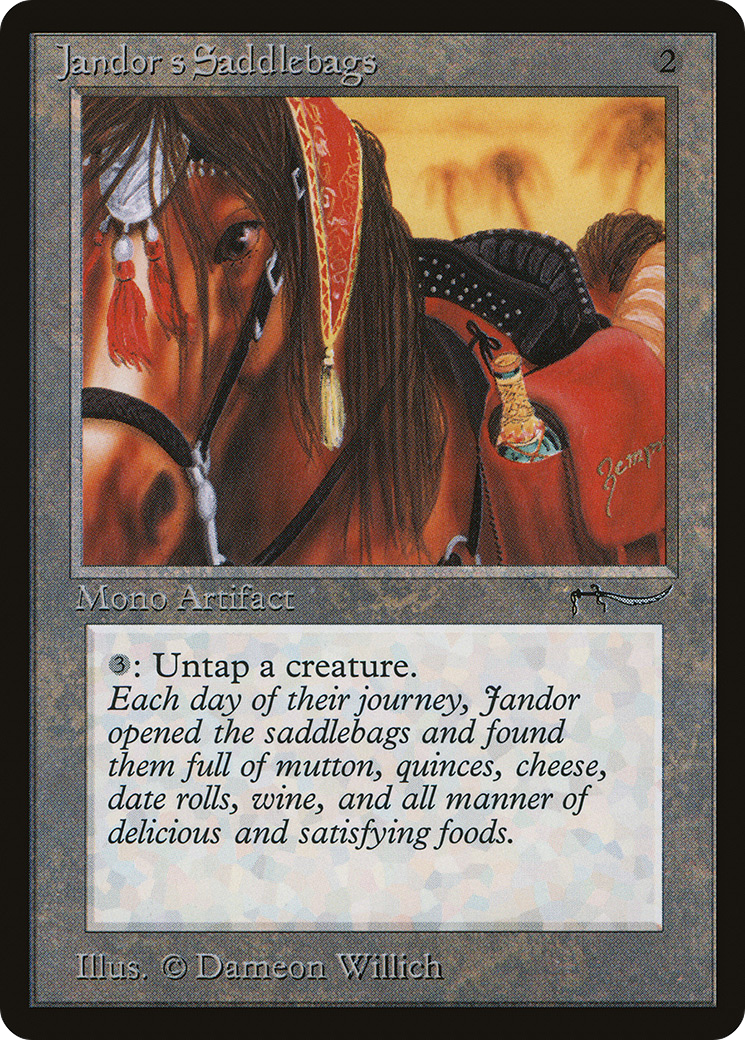 Jandor's Saddlebags 2
Mono Artifact
3: Untap a creature.
Each day of their journey, Jandor
opened the saddlebags and found
them full of mutton, quinces, cheese,
date rolls, wine, and all manner of
delicious and satisfying foods.
Illus. © Dameon Willich